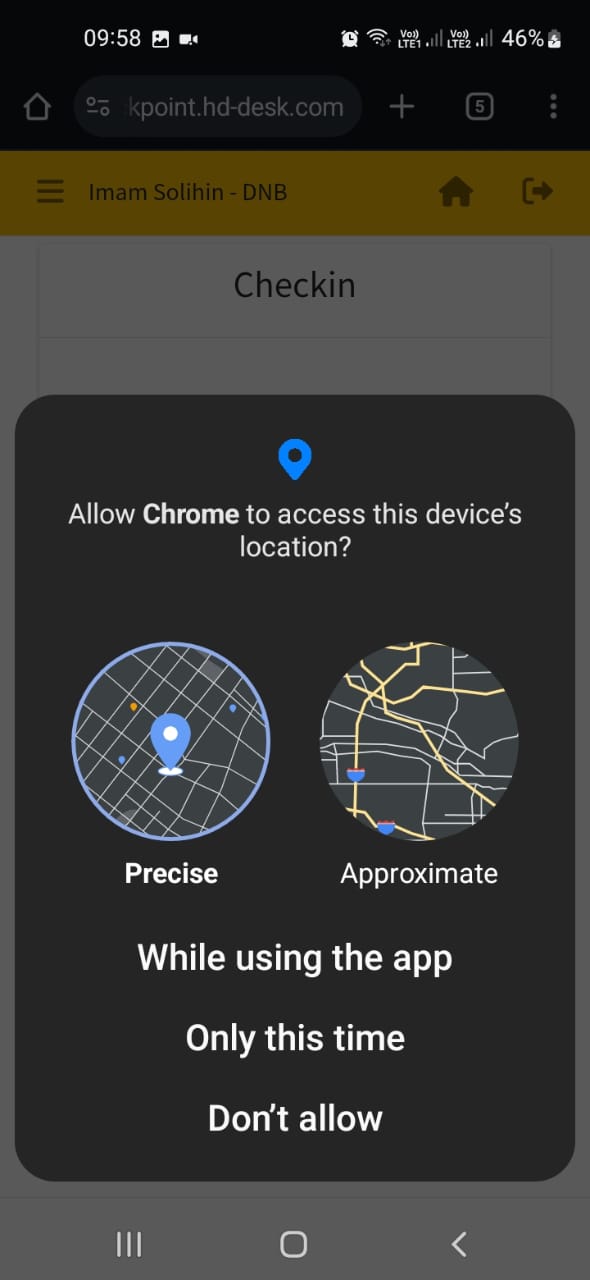 09:58
Vo)) LTE1 Vo)) LTE2 46%
kpoint.hd-desk.com
5
Imam Solihin - DNB
Checkin
Allow Chrome to access this device’s
location?
Precise
Approximate
While using the app
Only this time
Don’t allow